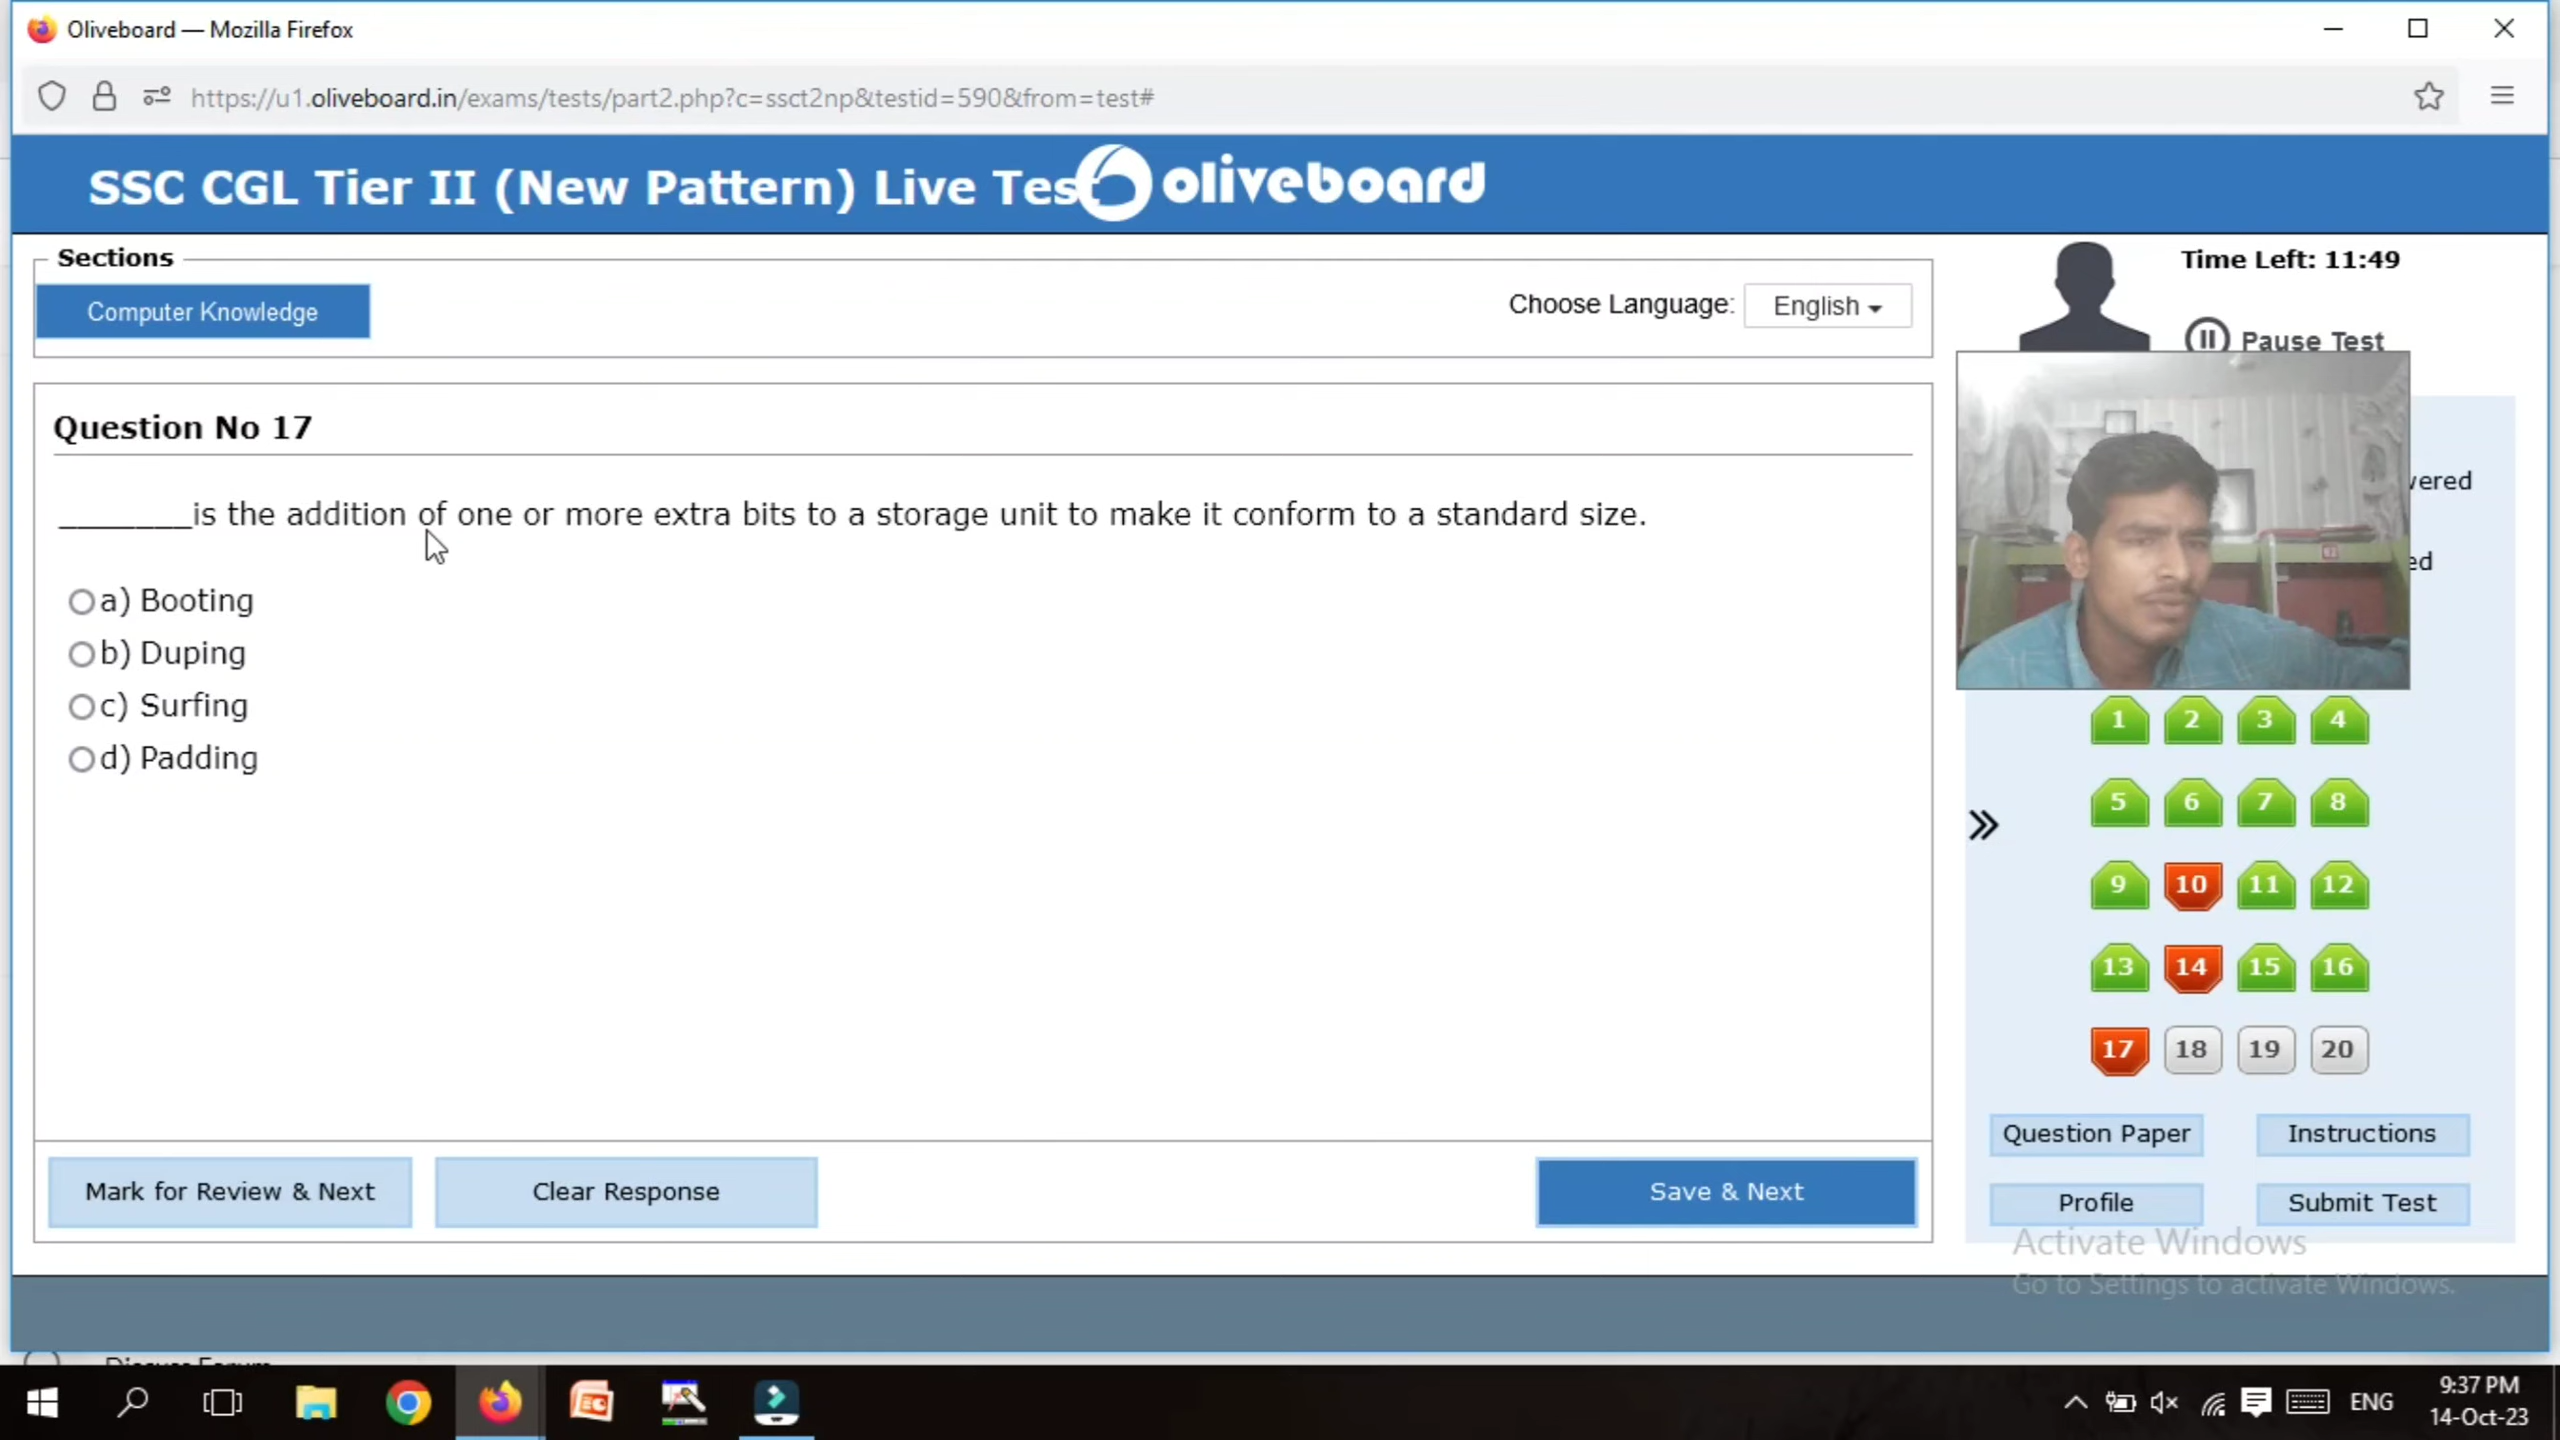 Oliveboard — Mozilla Firefox
https://u1.oliveboard.in/exams/tests/part2.php?c=ssct2np&testid=590&from=test#
SSC CGL Tier II (New Pattern) Live Tes
oliveboard
Sections
Computer Knowledge
Choose Language:
English
Time Left: 11:49
Pause Test
Question No 17
_______is the addition of one or more extra bits to a storage unit to make it conform to a standard size.
a) Booting
b) Duping
c) Surfing
d) Padding
vered
ed
1 2 3 4
5 6 7 8
9 10 11 12
13 14 15 16
17 18 19 20
Question Paper
Instructions
Profile
Submit Test
Mark for Review & Next
Clear Response
Save & Next
Activate Windows
Go to Settings to activate Windows.
Discuss Forum
ENG
9:37 PM
14-Oct-23